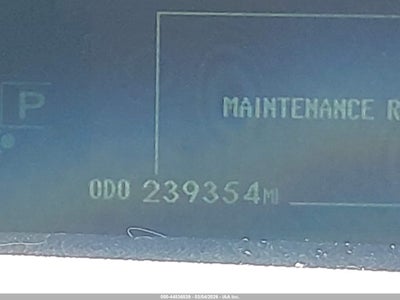 P
MAINTENANCE R
ODO 239354MI